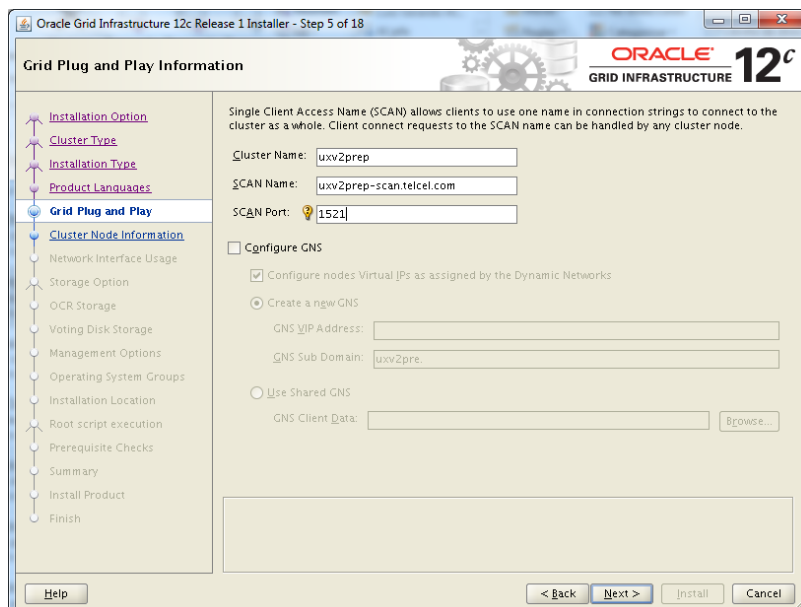 Oracle Grid Infrastructure 12c Release 1 Installer - Step 5 of 18
Grid Plug and Play Information
ORACLE
GRID INFRASTRUCTURE
12c
Installation Option
Cluster Type
Installation Type
Product Languages
Grid Plug and Play
Cluster Node Information
Network Interface Usage
Storage Option
OCR Storage
Voting Disk Storage
Management Options
Operating System Groups
Installation Location
Root script execution
Prerequisite Checks
Summary
Install Product
Finish
Single Client Access Name (SCAN) allows clients to use one name in connection strings to connect to the
cluster as a whole. Client connect requests to the SCAN name can be handled by any cluster node.
Cluster Name: uxv2prep
SCAN Name: uxv2prep-scan.telcel.com
SCAN Port: 1521
Configure GNS
Configure nodes Virtual IPs as assigned by the Dynamic Networks
Create a new GNS
GNS VIP Address:
GNS Sub Domain: uxv2pre.
Use Shared GNS
GNS Client Data: Browse...
Help < Back Next > Install Cancel